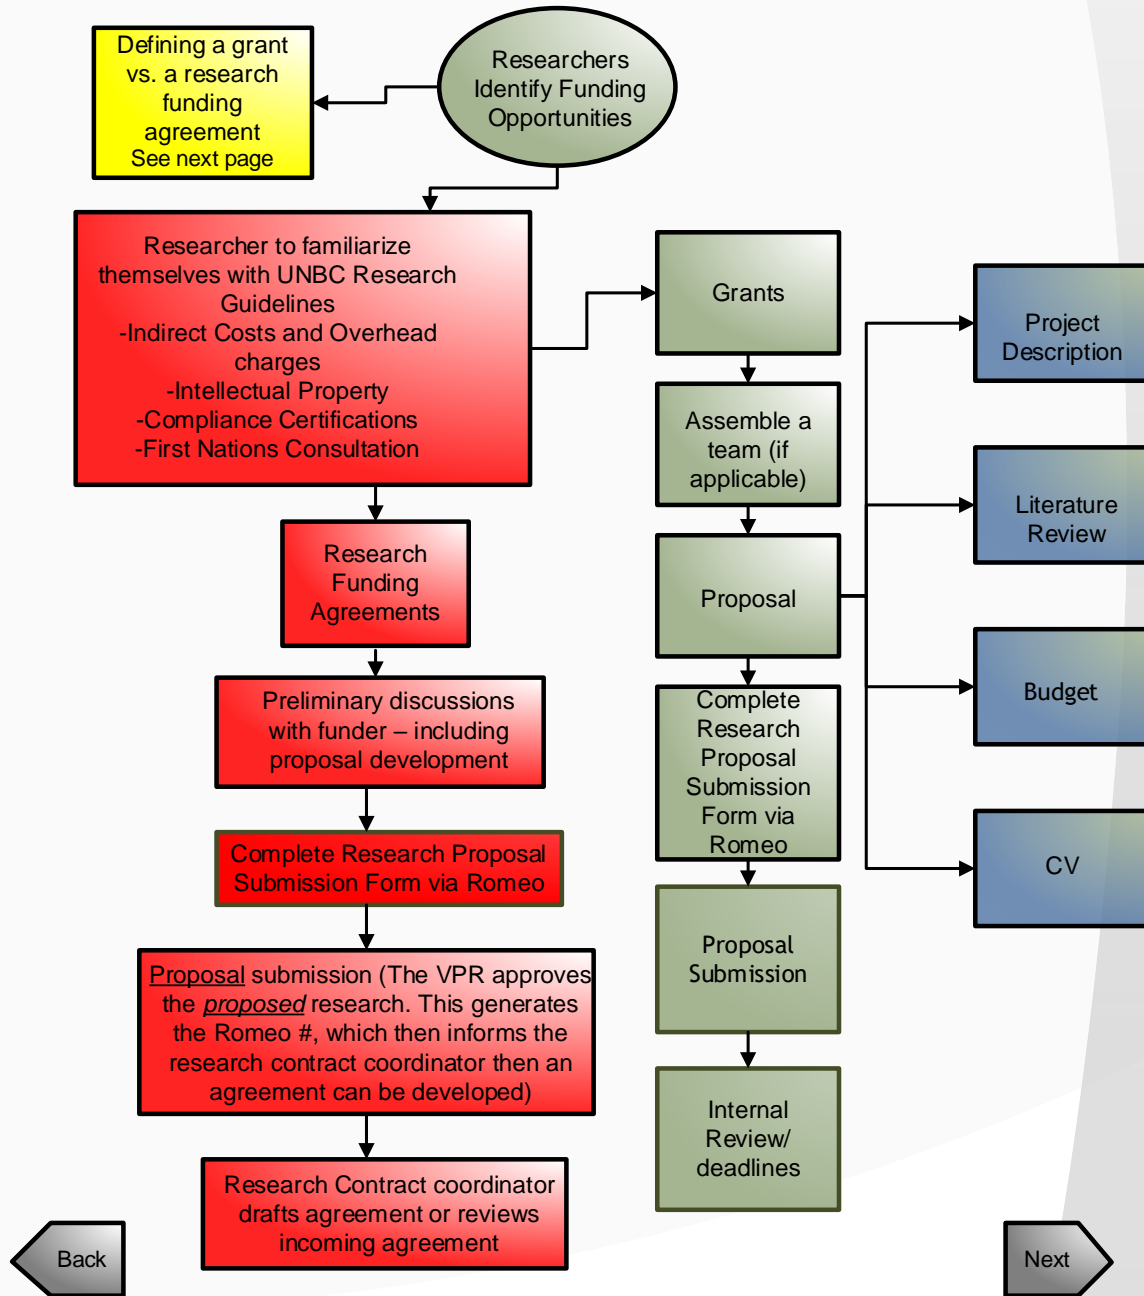 Defining a grant
vs. a research
funding
agreement
See next page
Researchers
Identify Funding
Opportunities
Researcher to familiarize
themselves with UNBC Research
Guidelines
-Indirect Costs and Overhead
charges
-Intellectual Property
-Compliance Certifications
-First Nations Consultation
Research
Funding
Agreements
Preliminary discussions
with funder – including
proposal development
Complete Research Proposal
Submission Form via Romeo
Proposal submission (The VPR approves
the proposed research. This generates
the Romeo #, which then informs the
research contract coordinator then an
agreement can be developed)
Research Contract coordinator
drafts agreement or reviews
incoming agreement
Grants
Assemble a
team (if
applicable)
Proposal
Complete
Research
Proposal
Submission
Form via
Romeo
Proposal
Submission
Internal
Review/
deadlines
Project
Description
Literature
Review
Budget
CV
Back
Next